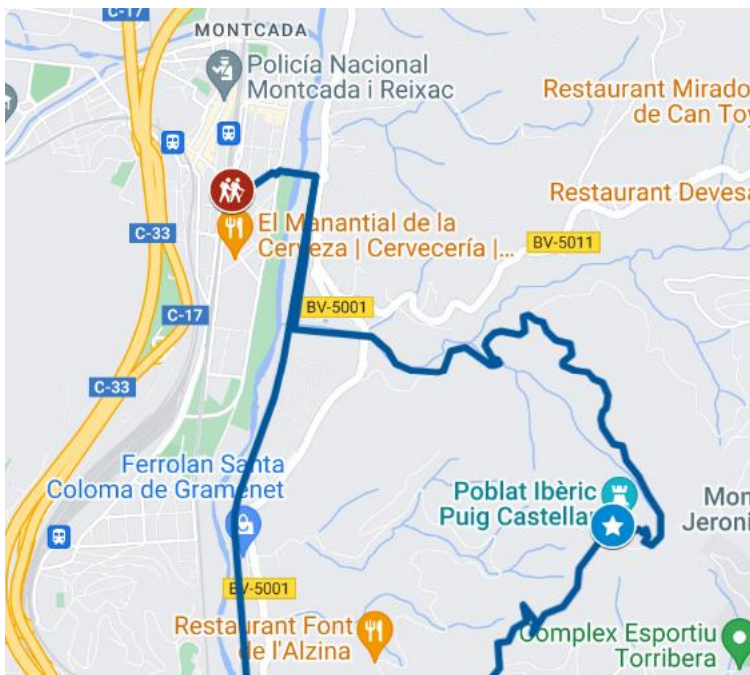 C-17
MONTCADA
Policía Nacional
Montcada i Reixac
Restaurant Mirado
de Can Toy
Restaurant Devesa
C-33
El Manantial de la
Cerveza | Cervecería |...
BV-5011
BV-5001
C-17
C-33
Ferrolan Santa
Coloma de Gramenet
Poblat Ibèric
Puig Castellar
Mon
Jeroni
BV-5001
Restaurant Font
de l'Alzina
Complex Esportiu
Torribera